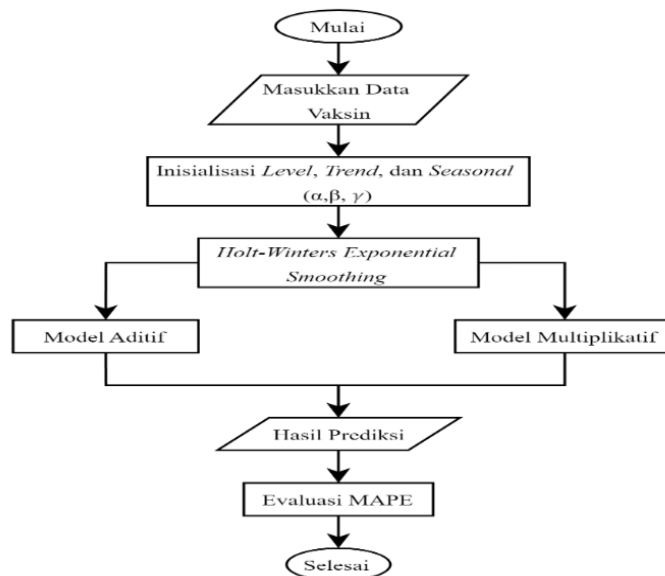 Mulai
Masukkan Data
Vaksin
Inisialisasi Level, Trend, dan Seasonal
(α,β, γ)
Holt-Winters Exponential
Smoothing
Model Aditif
Model Multiplikatif
Hasil Prediksi
Evaluasi MAPE
Selesai